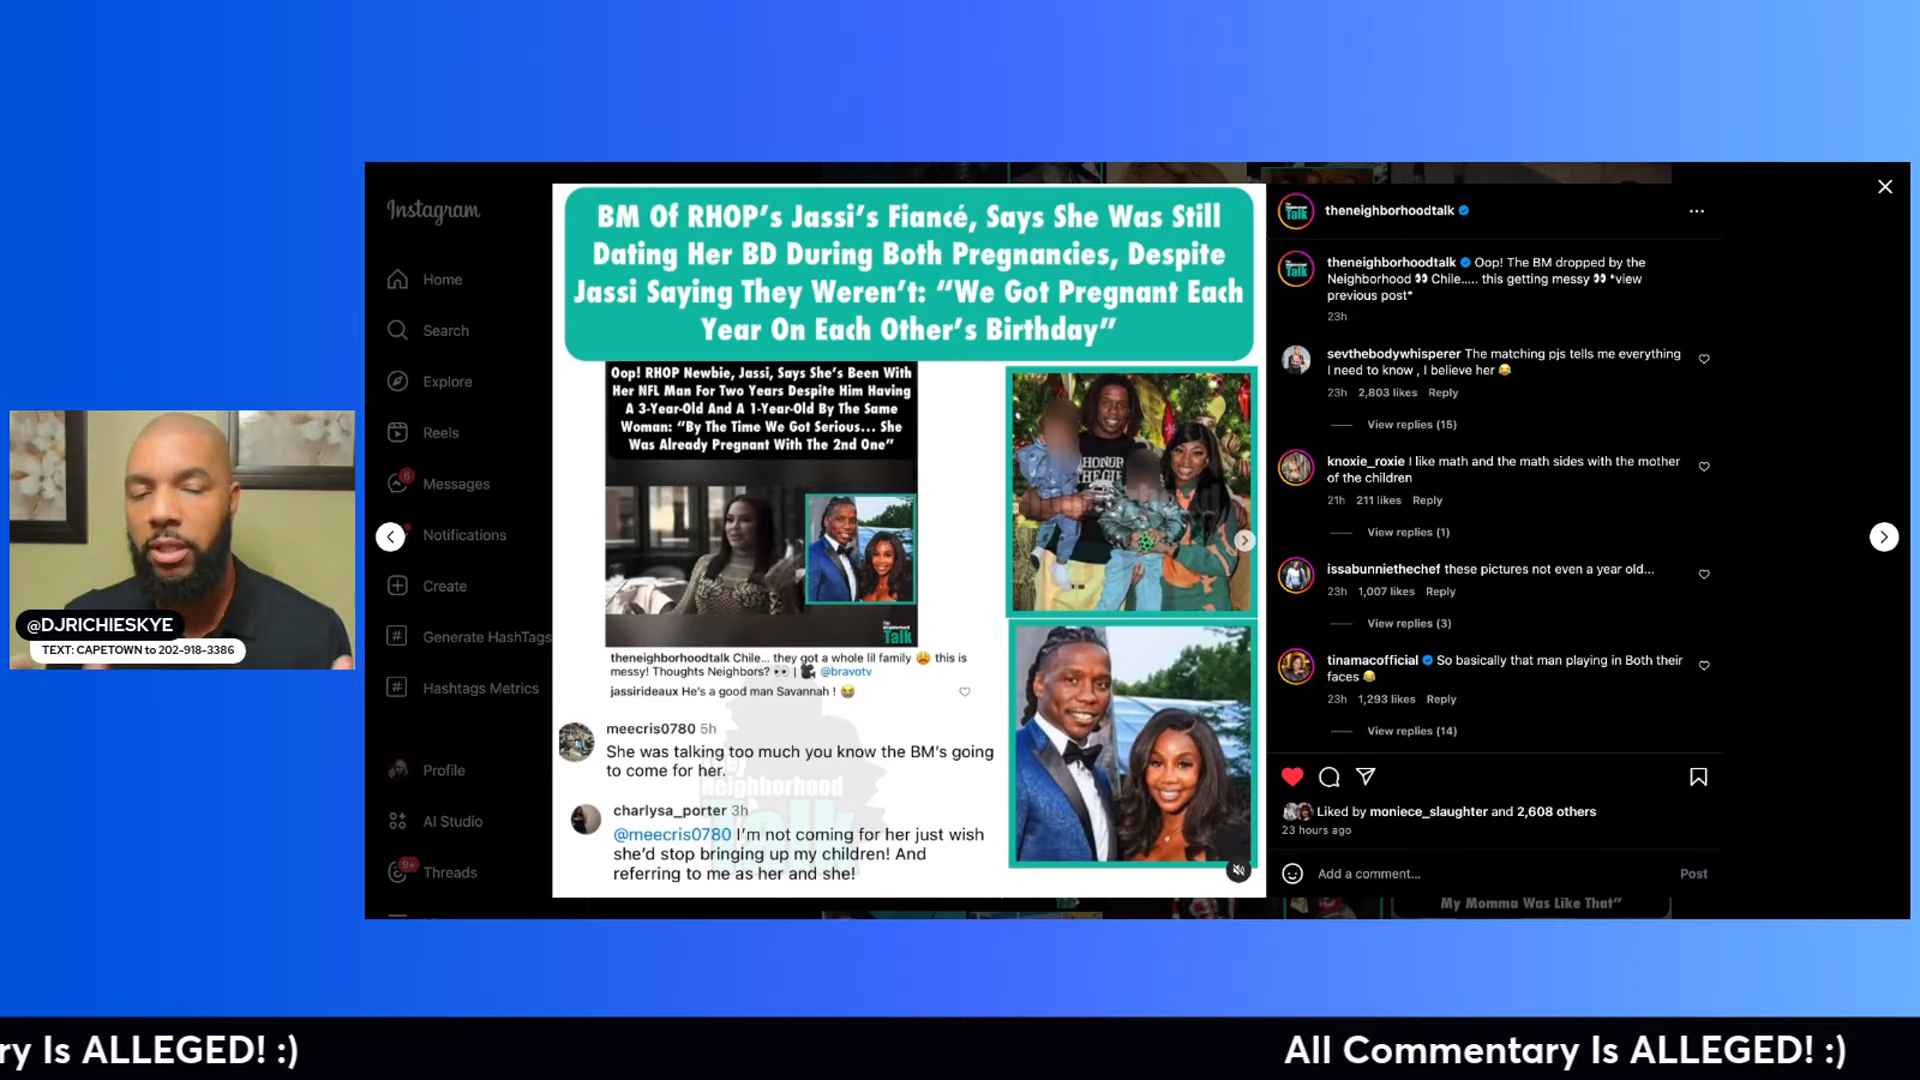 Instagram
Home
Search
Explore
Reels
6
Messages
Notifications
Create
Generate HashTags
Hashtags Metrics
Profile
AI Studio
9+
Threads
@DJRICHIESKYE
TEXT: CAPETOWN to 202-918-3386
BM Of RHOP's Jassi's Fiancé, Says She Was Still
Dating Her BD During Both Pregnancies, Despite
Jassi Saying They Weren't: “We Got Pregnant Each
Year On Each Other's Birthday”
Oop! RHOP Newbie, Jassi, Says She's Been With
Her NFL Man For Two Years Despite Him Having
A 3-Year-Old And A 1-Year-Old By The Same
Woman: “By The Time We Got Serious... She
Was Already Pregnant With The 2nd One”
The Neighborhood
Talk
theneighborhoodtalk Chile... they got a whole lil family 😩 this is
messy! Thoughts Neighbors? 👀 | 🎥 @bravotv
jassirideaux He's a good man Savannah ! 😭
meecris0780 5h
She was talking too much you know the BM's going
to come for her.
Neighborhood
Talk
charlysa_porter 3h
@meecris0780 I'm not coming for her just wish
she'd stop bringing up my children! And
referring to me as her and she!
HONOR
THE GI
theneighborhoodtalk
theneighborhoodtalk Oop! The BM dropped by the
Neighborhood 👀 Chile..... this getting messy 👀 *view
previous post*
23h
sevthebodywhisperer The matching pjs tells me everything
I need to know , I believe her 😂
23h 2,803 likes Reply
View replies (15)
knoxie_roxie I like math and the math sides with the mother
of the children
21h 211 likes Reply
View replies (1)
issabunniethechef these pictures not even a year old...
23h 1,007 likes Reply
View replies (3)
tinamacofficial So basically that man playing in Both their
faces 😂
23h 1,293 likes Reply
View replies (14)
Liked by moniece_slaughter and 2,608 others
23 hours ago
Add a comment...
Post
My Momma Was Like That”
ry Is ALLEGED! :)
All Commentary Is ALLEGED! :)